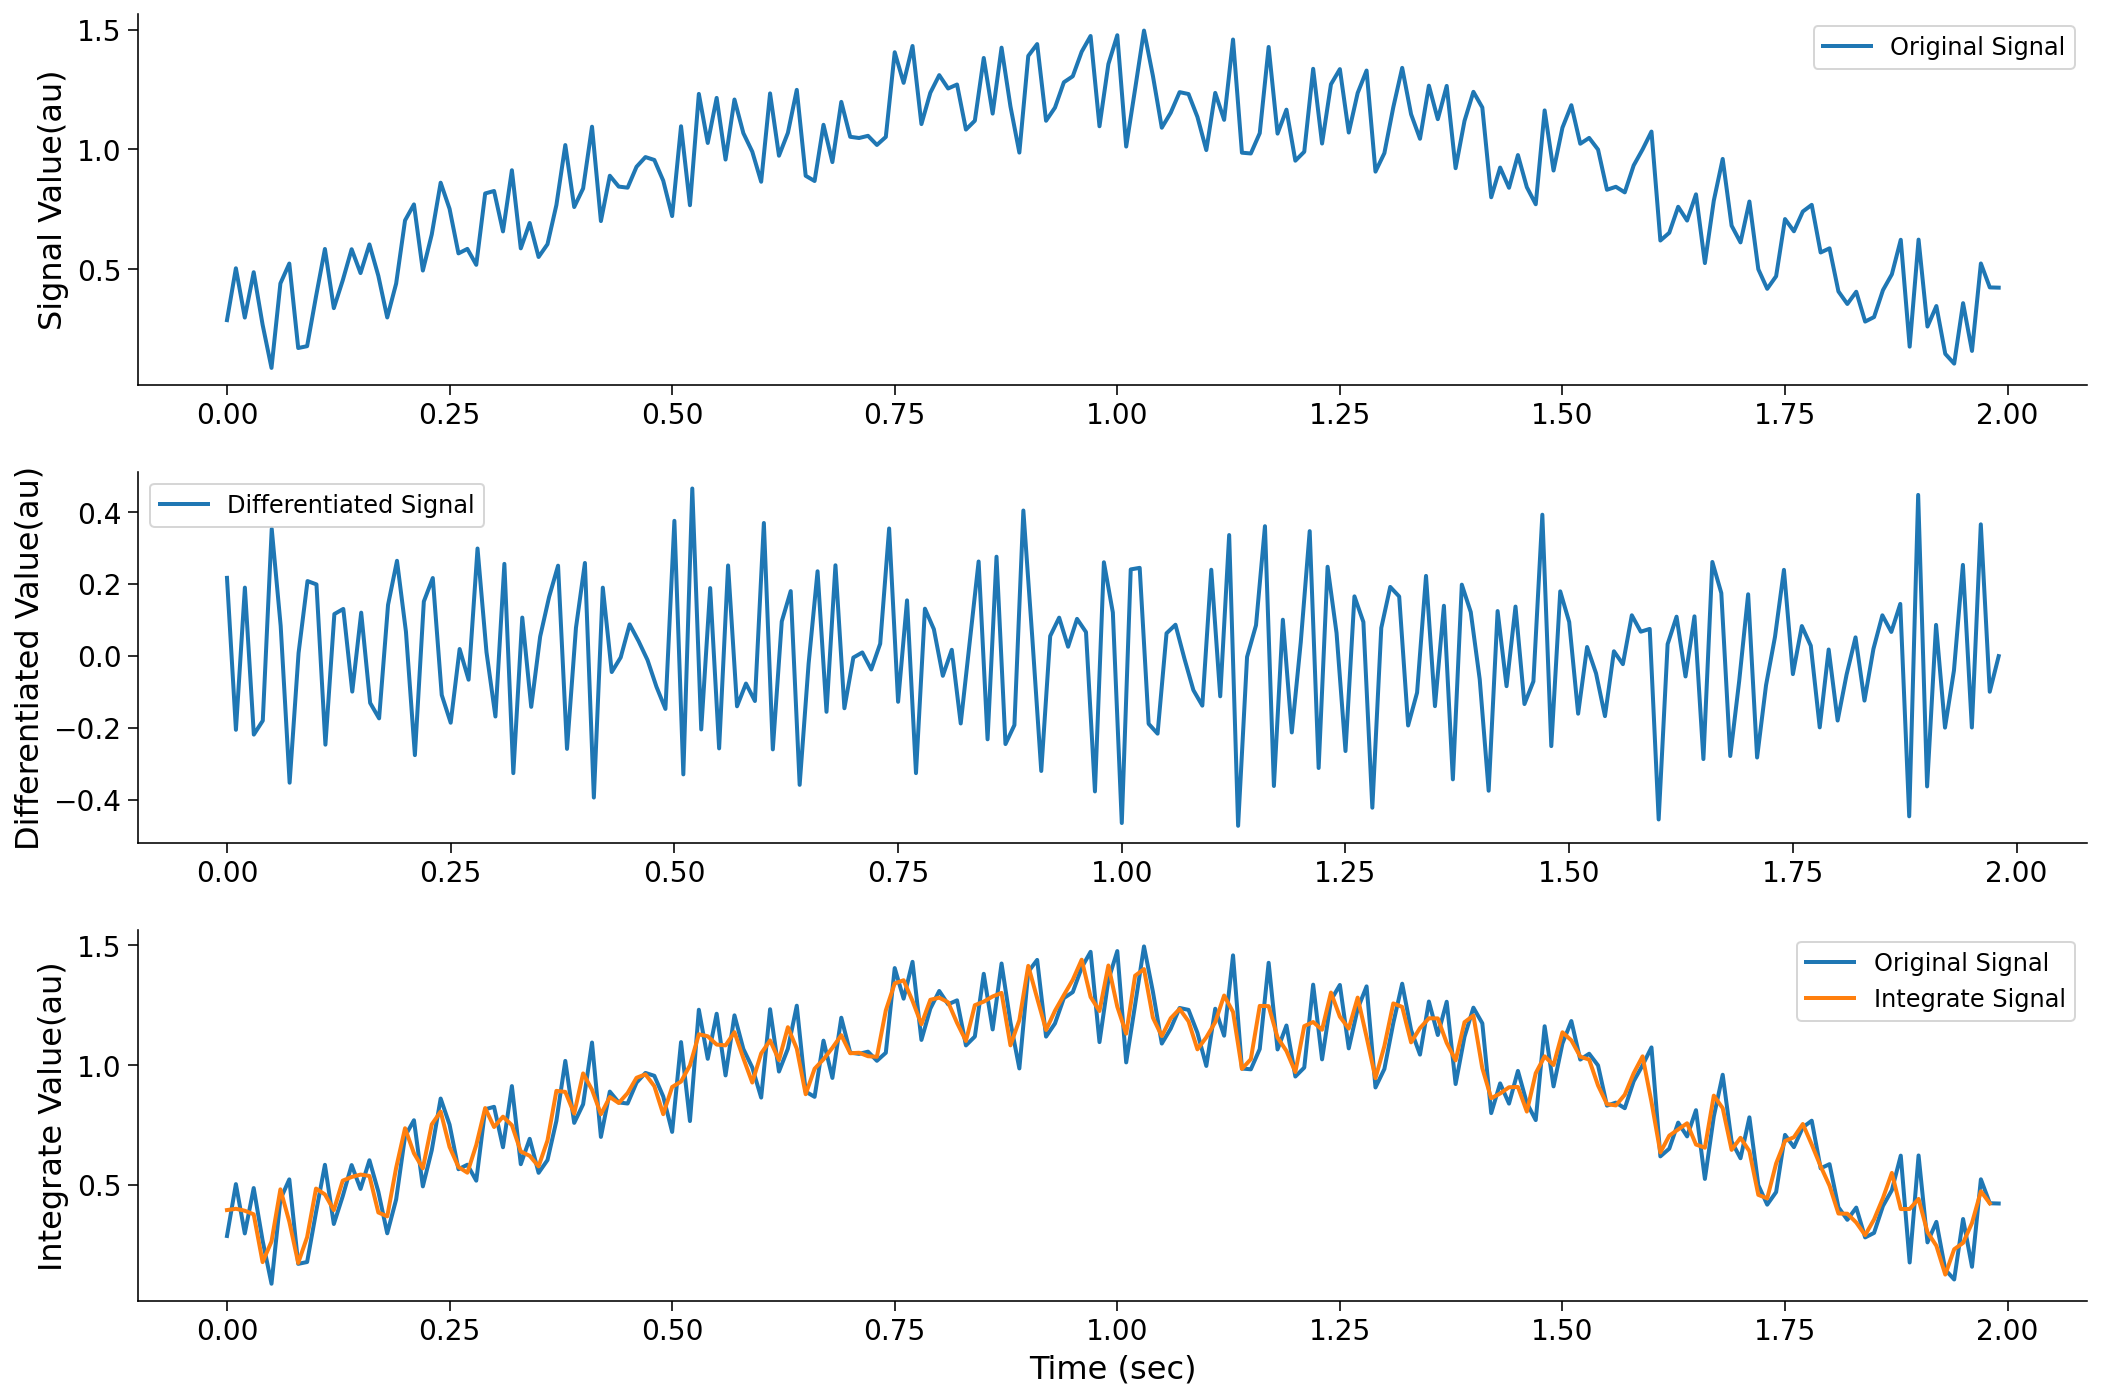 Signal Value(au)
1.5
1.0
0.5
Original Signal
0.00 0.25 0.50 0.75 1.00 1.25 1.50 1.75 2.00
Differentiated Value(au)
0.4
0.2
0.0
−0.2
−0.4
Differentiated Signal
0.00 0.25 0.50 0.75 1.00 1.25 1.50 1.75 2.00
Integrate Value(au)
1.5
1.0
0.5
Original Signal
Integrate Signal
0.00 0.25 0.50 0.75 1.00 1.25 1.50 1.75 2.00
Time (sec)